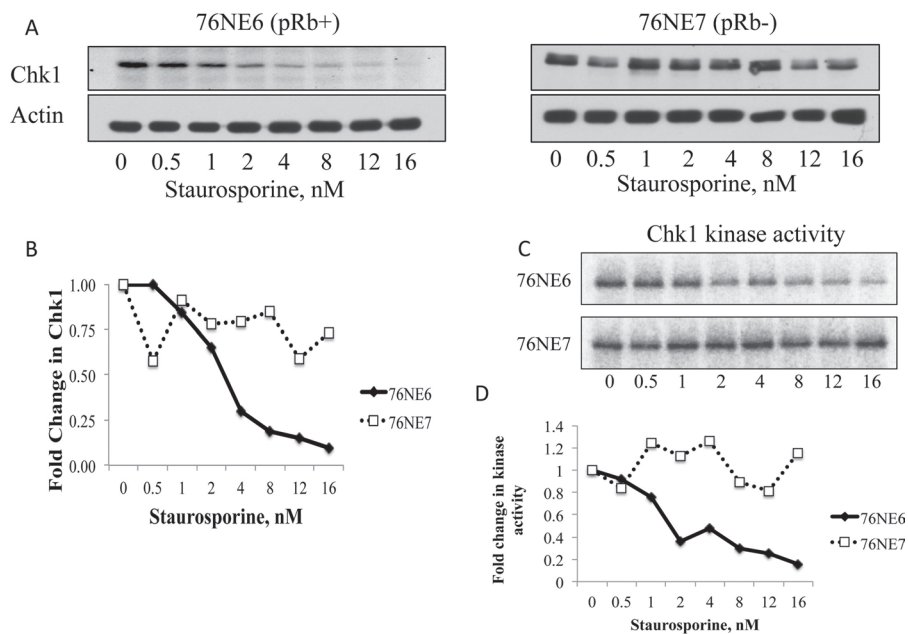 A
76NE6 (pRb+)
76NE7 (pRb-)
Chk1
Actin
0 0.5 1 2 4 8 12 16
0 0.5 1 2 4 8 12 16
Staurosporine, nM
Staurosporine, nM
B
Fold Change in Chk1
1.00
0.75
0.50
0.25
0.00
0 0.5 1 2 4 8 12 16
Staurosporine, nM
76NE6
76NE7
C
Chk1 kinase activity
76NE6
76NE7
0 0.5 1 2 4 8 12 16
D
Fold change in kinase
activity
1.4
1.2
1
0.8
0.6
0.4
0.2
0
0 0.5 1 2 4 8 12 16
Staurosporine, nM
76NE6
76NE7